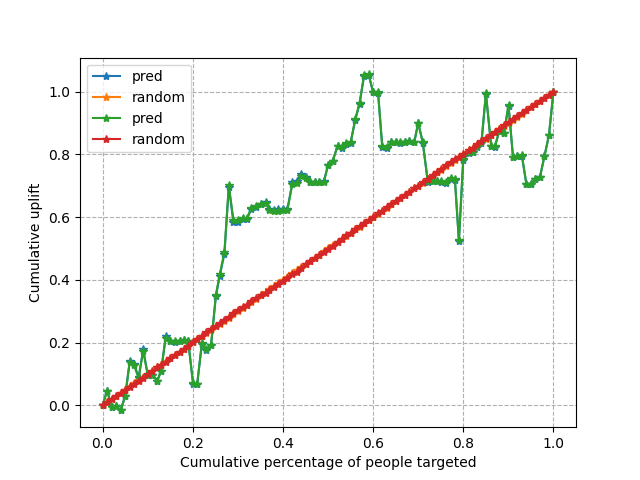 pred
random
pred
random
1.0
0.8
0.6
0.4
0.2
0.0
Cumulative uplift
0.0 0.2 0.4 0.6 0.8 1.0
Cumulative percentage of people targeted